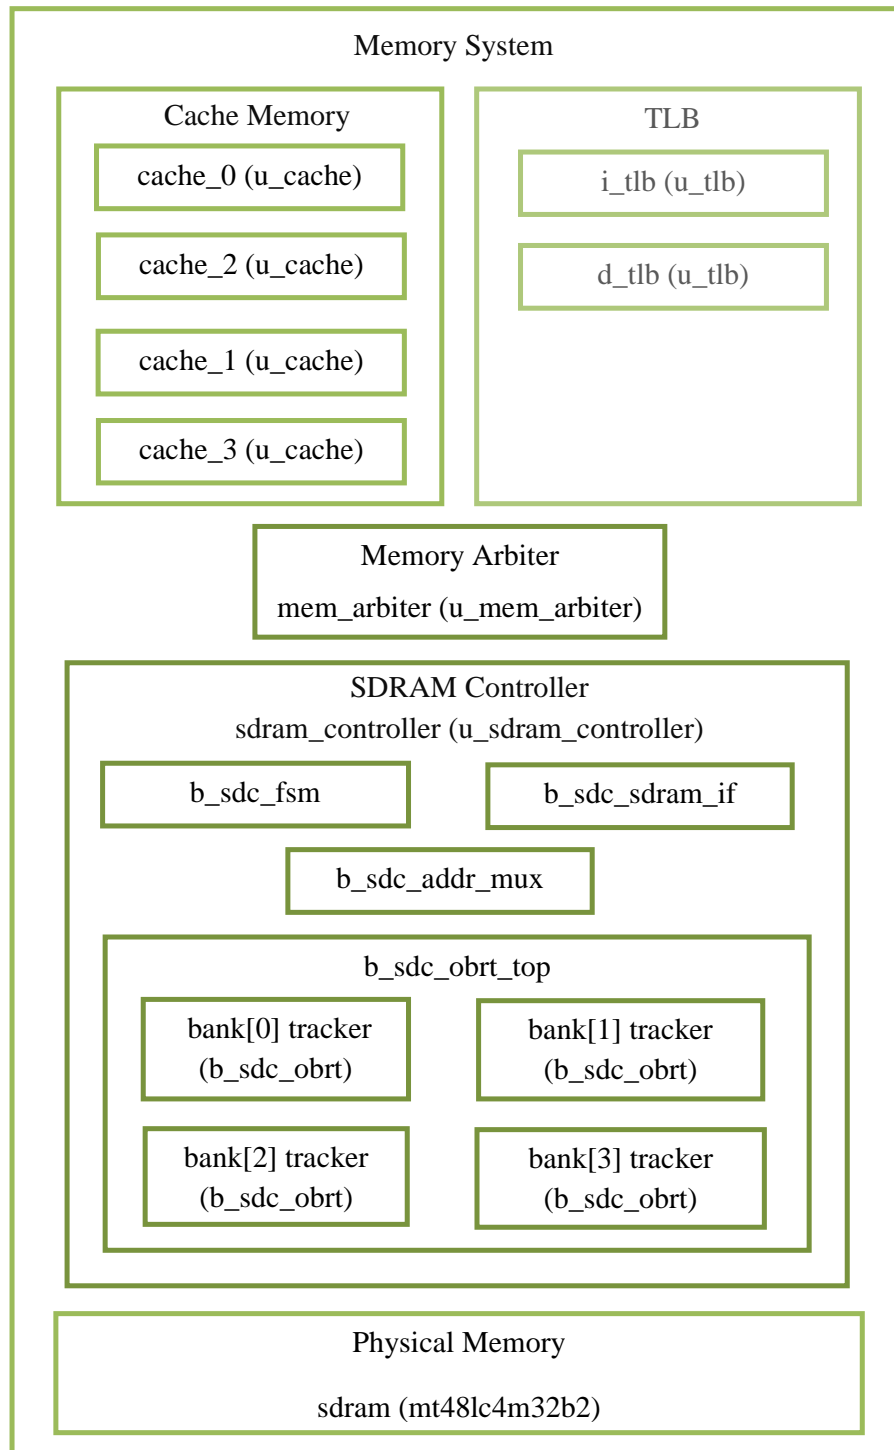 Memory System
Cache Memory
cache_0 (u_cache)
cache_2 (u_cache)
cache_1 (u_cache)
cache_3 (u_cache)
TLB
i_tlb (u_tlb)
d_tlb (u_tlb)
Memory Arbiter
mem_arbiter (u_mem_arbiter)
SDRAM Controller
sdram_controller (u_sdram_controller)
b_sdc_fsm
b_sdc_sdram_if
b_sdc_addr_mux
b_sdc_obrt_top
bank[0] tracker
(b_sdc_obrt)
bank[1] tracker
(b_sdc_obrt)
bank[2] tracker
(b_sdc_obrt)
bank[3] tracker
(b_sdc_obrt)
Physical Memory
sdram (mt48lc4m32b2)